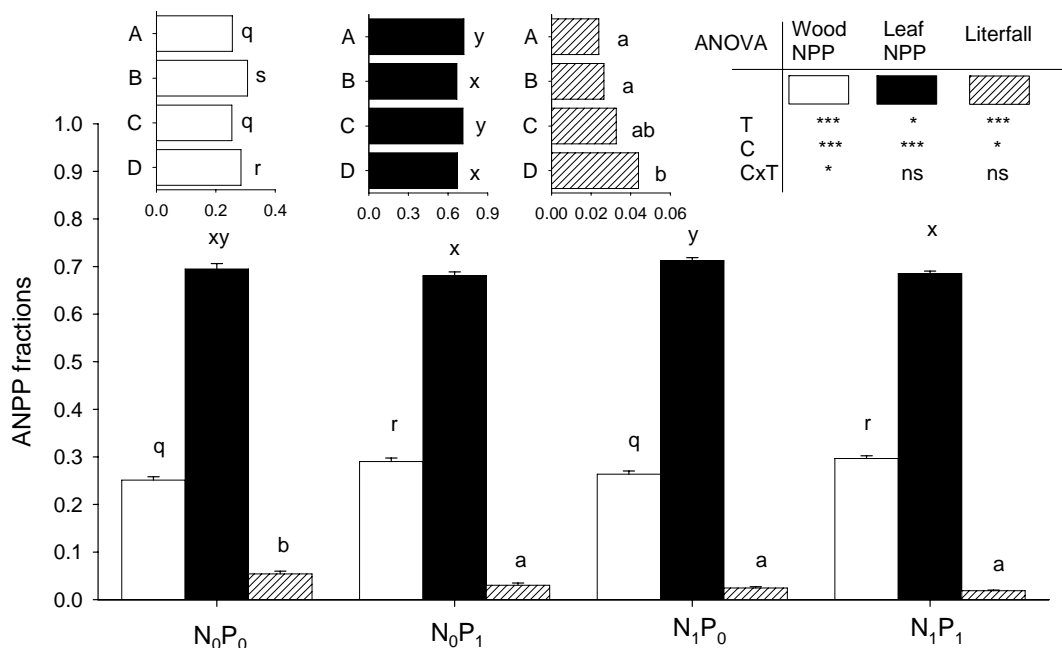 A q
B s
C q
D r
0.0 0.2 0.4
A y
B x
C y
D x
0.0 0.3 0.6 0.9
A a
B a
C ab
D b
0.00 0.02 0.04 0.06
ANOVA Wood NPP Leaf NPP Literfall
T *** * ***
C *** *** *
CxT * ns ns
ANPP fractions
1.0
0.9
0.8
0.7
0.6
0.5
0.4
0.3
0.2
0.1
0.0
q xy b
r x a
q y a
r x a
N₀P₀ N₀P₁ N₁P₀ N₁P₁